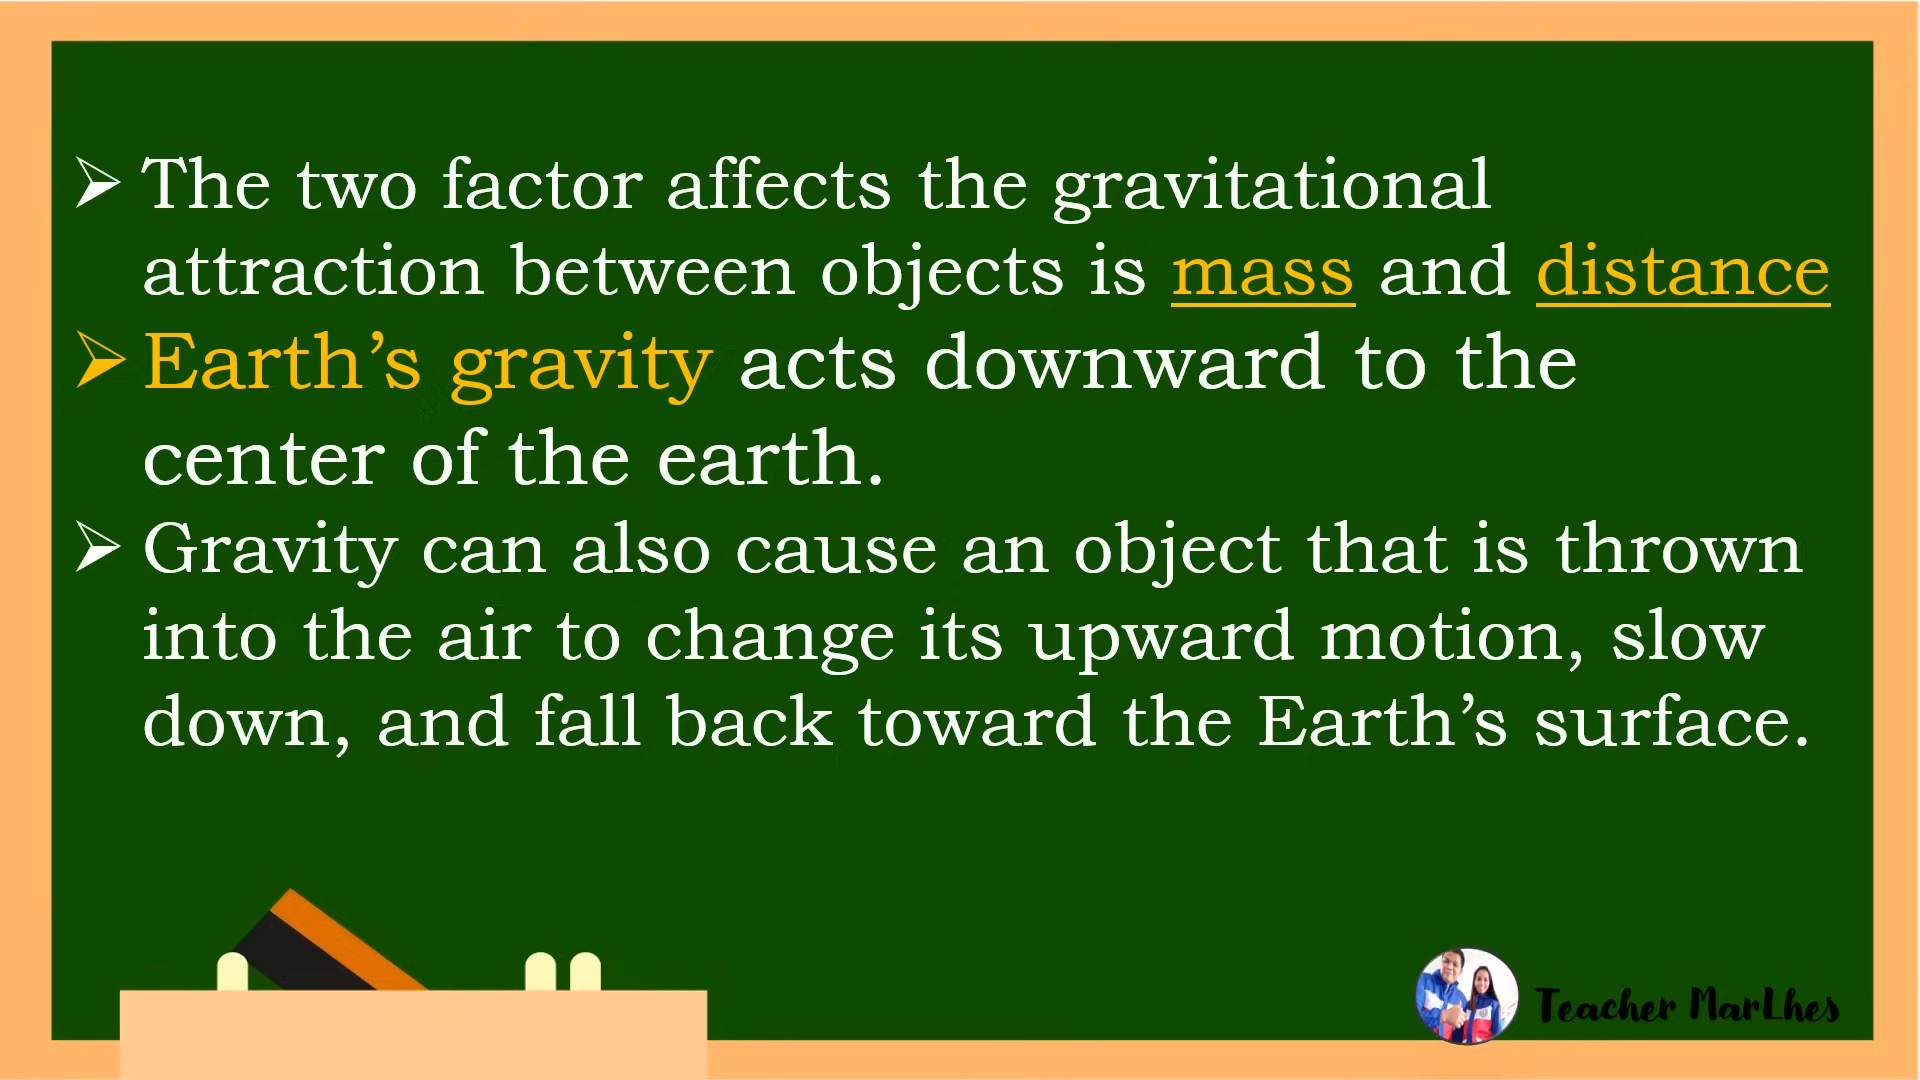 ➢ The two factor affects the gravitational
attraction between objects is mass and distance
➢ Earth’s gravity acts downward to the
center of the earth.
➢ Gravity can also cause an object that is thrown
into the air to change its upward motion, slow
down, and fall back toward the Earth’s surface.
Teacher MarLhes